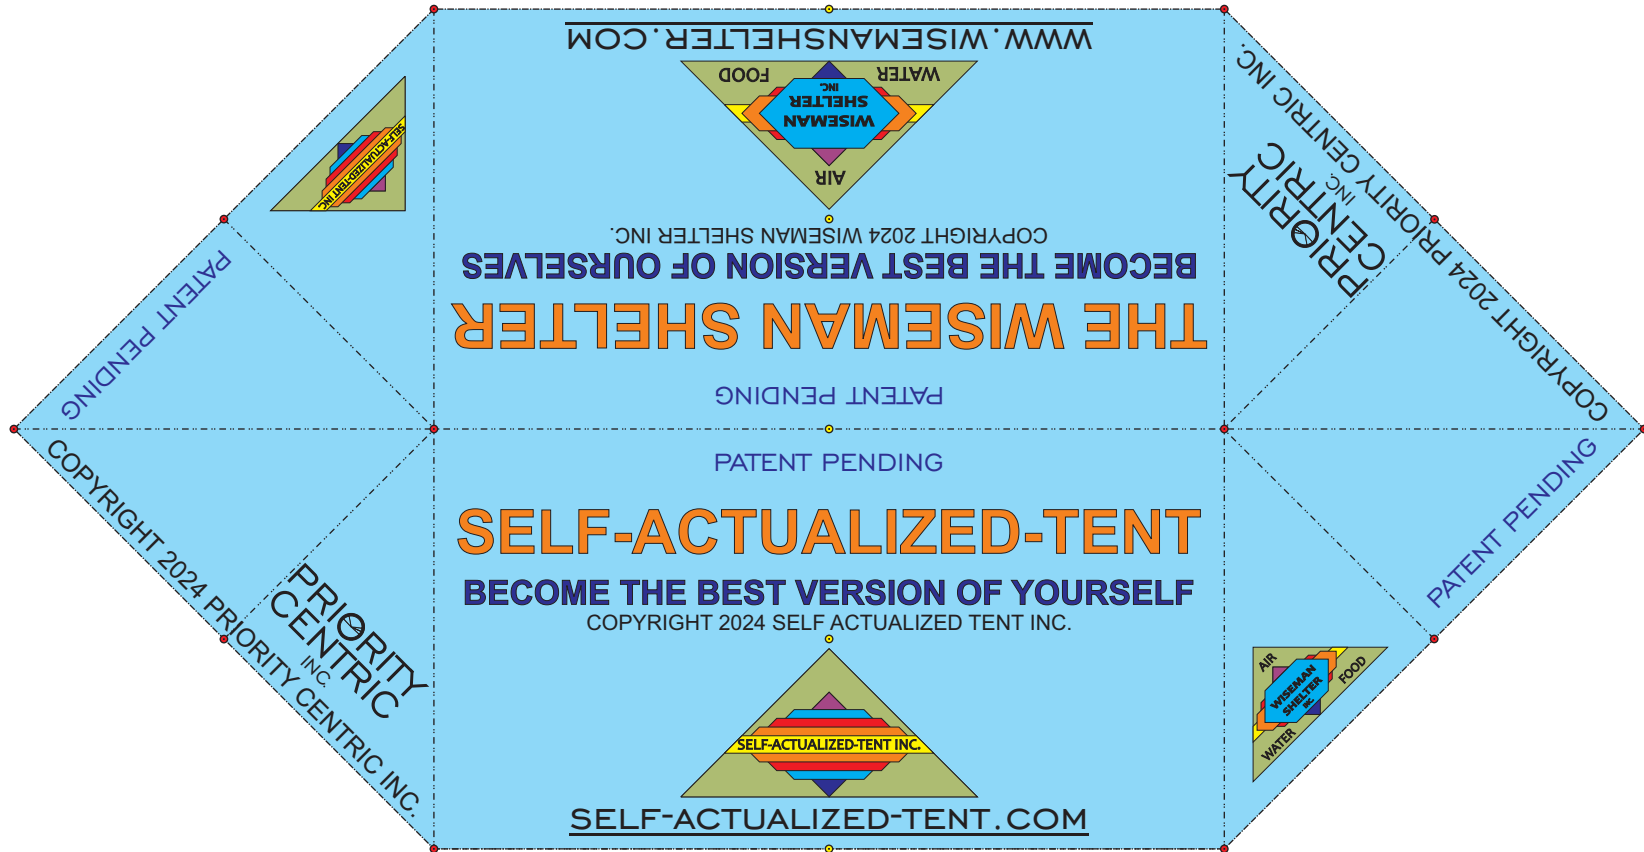 WWW.WISEMANSHELTER.COM
FOOD
WATER
WISEMAN
SHELTER
INC.
AIR
COPYRIGHT 2024 WISEMAN SHELTER INC.
BECOME THE BEST VERSION OF OURSELVES
THE WISEMAN SHELTER
PATENT PENDING
SELF-ACTUALIZED-TENT INC.
PATENT PENDING
COPYRIGHT 2024 PRIORITY CENTRIC INC.
PRIORITY
CENTRIC
INC.
PATENT PENDING
SELF-ACTUALIZED-TENT
BECOME THE BEST VERSION OF YOURSELF
COPYRIGHT 2024 SELF ACTUALIZED TENT INC.
SELF-ACTUALIZED-TENT INC.
SELF-ACTUALIZED-TENT.COM
COPYRIGHT 2024 PRIORITY CENTRIC INC.
PRIORITY
CENTRIC
INC.
PATENT PENDING
AIR
FOOD
WISEMAN
SHELTER
INC.
WATER